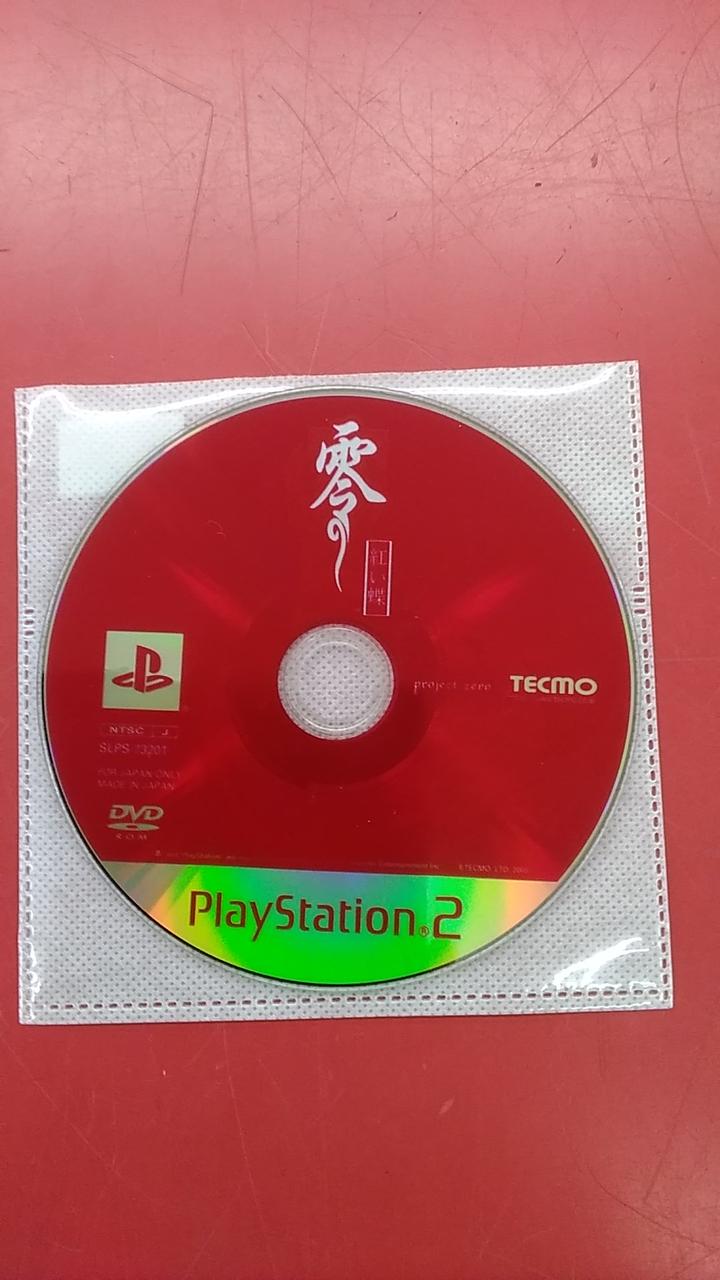 零
紅い蝶
project zero
TECMO
NTSC J
SLPS 73201
FOR JAPAN ONLY
MADE IN JAPAN
DVD
ROM
PlayStation®2